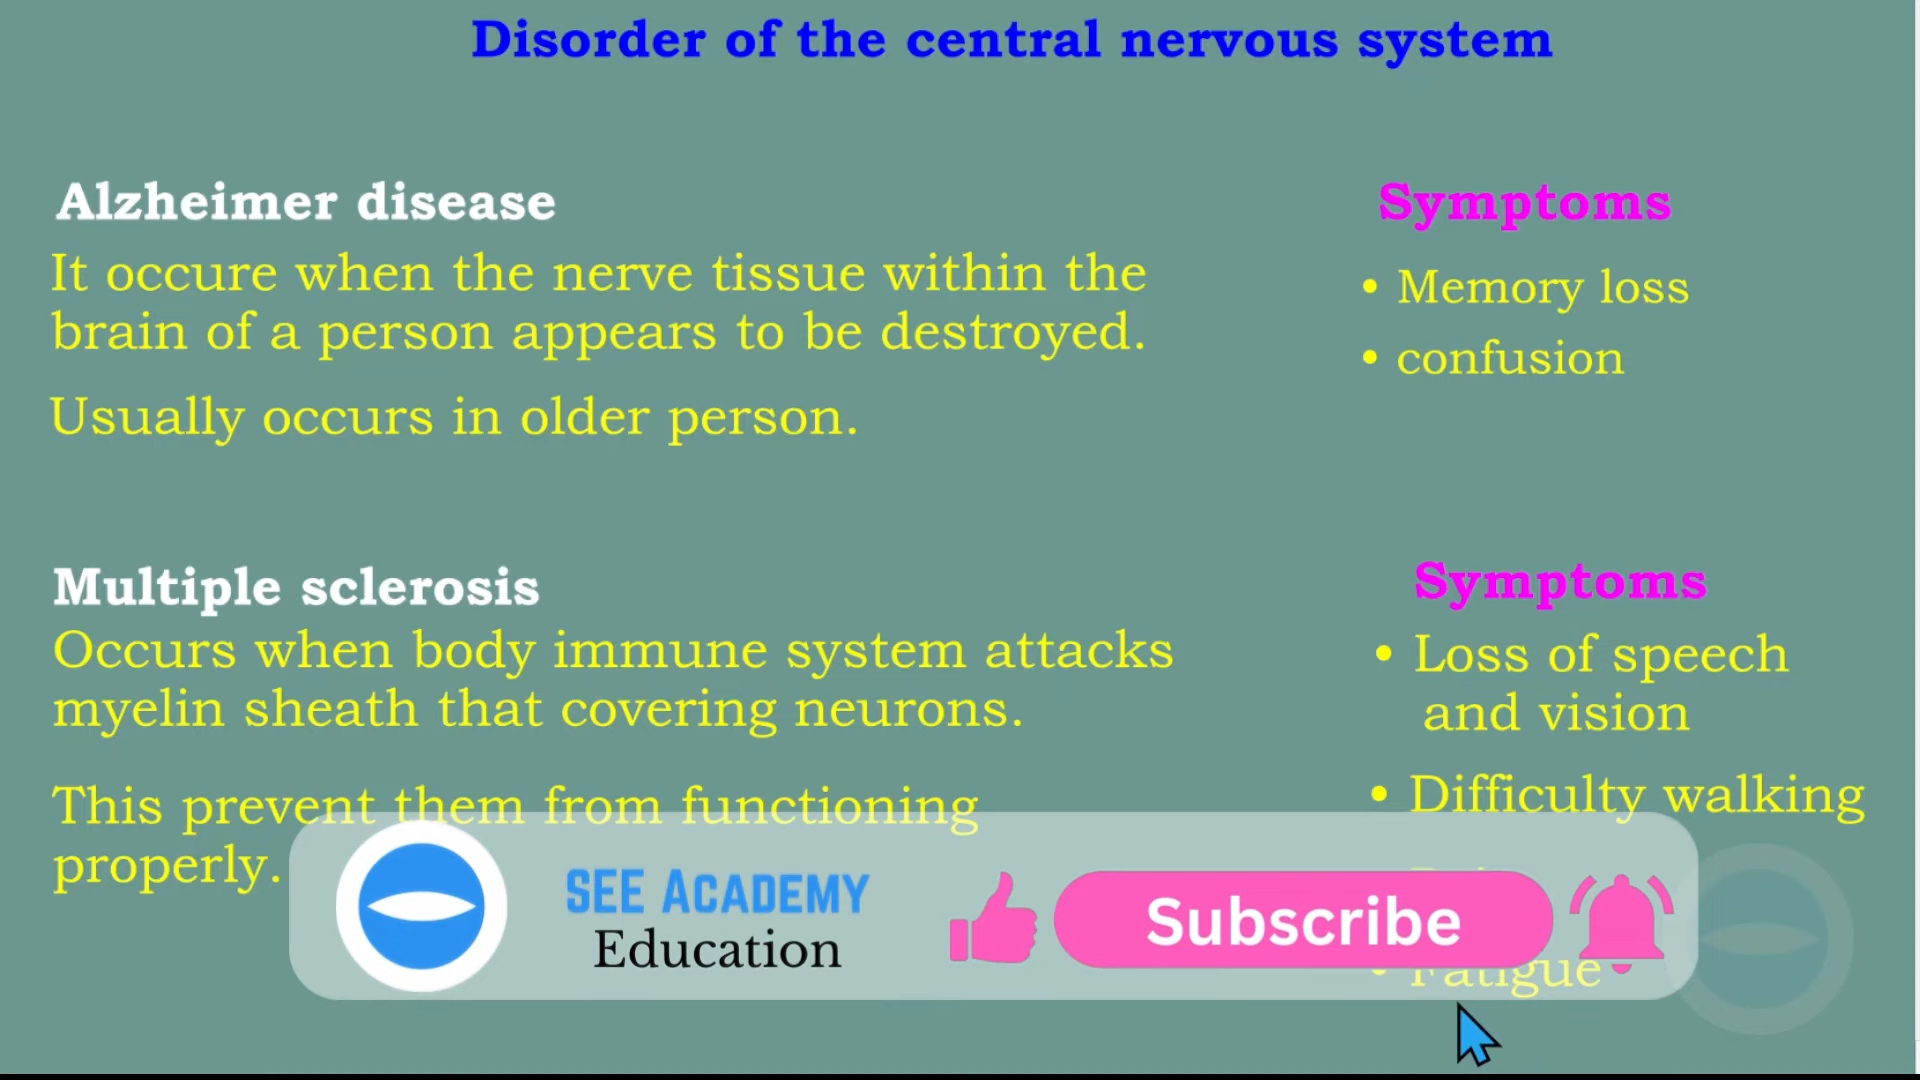 Disorder of the central nervous system
Alzheimer disease
It occure when the nerve tissue within the
brain of a person appears to be destroyed.
Usually occurs in older person.
Symptoms
• Memory loss
• confusion
Multiple sclerosis
Occurs when body immune system attacks
myelin sheath that covering neurons.
This prevent them from functioning
properly.
Symptoms
• Loss of speech
and vision
• Difficulty walking
• Fatigue
SEE ACADEMY
Education
Subscribe